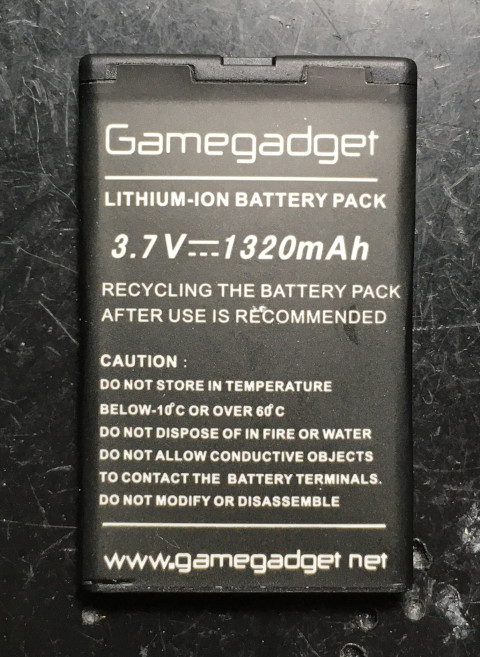 Gamegadget
LITHIUM-ION BATTERY PACK
3.7V⎓1320mAh
RECYCLING THE BATTERY PACK
AFTER USE IS RECOMMENDED
CAUTION :
DO NOT STORE IN TEMPERATURE
BELOW-10℃ OR OVER 60℃
DO NOT DISPOSE OF IN FIRE OR WATER
DO NOT ALLOW CONDUCTIVE OBJECTS
TO CONTACT THE BATTERY TERMINALS.
DO NOT MODIFY OR DISASSEMBLE
www.gamegadget net